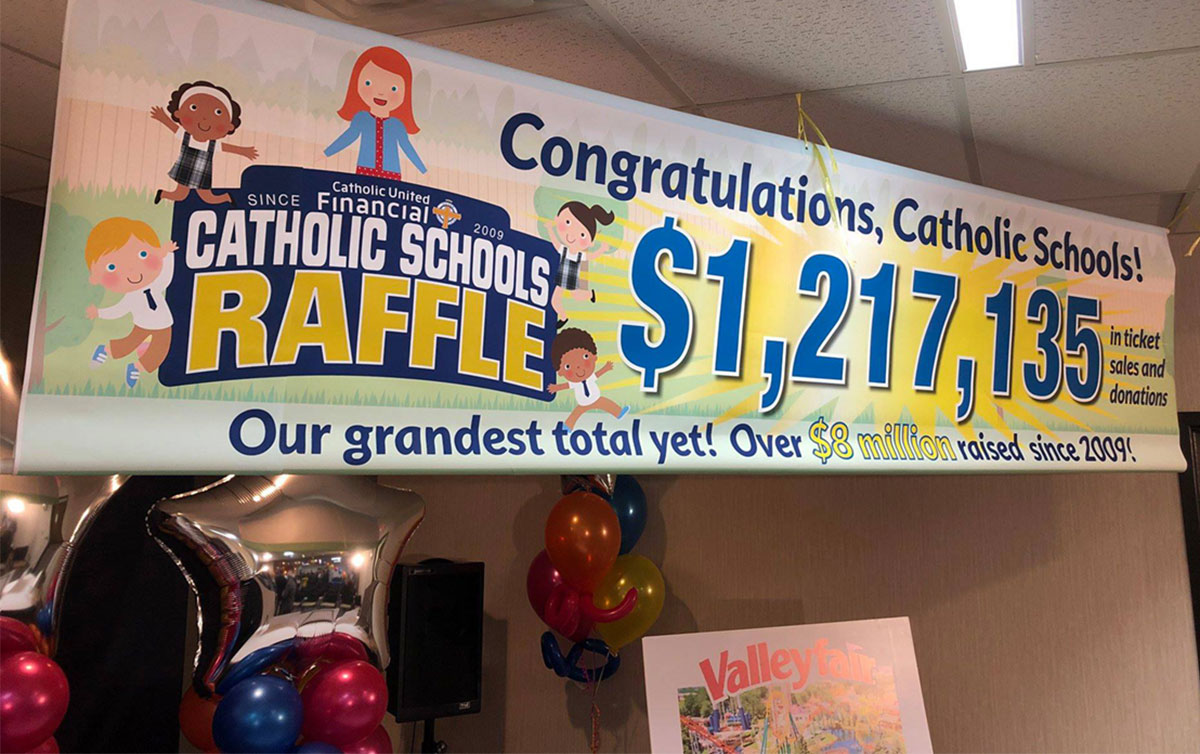 Catholic United
Financial
SINCE 2009
CATHOLIC SCHOOLS
RAFFLE
Congratulations, Catholic Schools!
$1,217,135
in ticket
sales and
donations
Our grandest total yet! Over $8 million raised since 2009!
Valleyfair